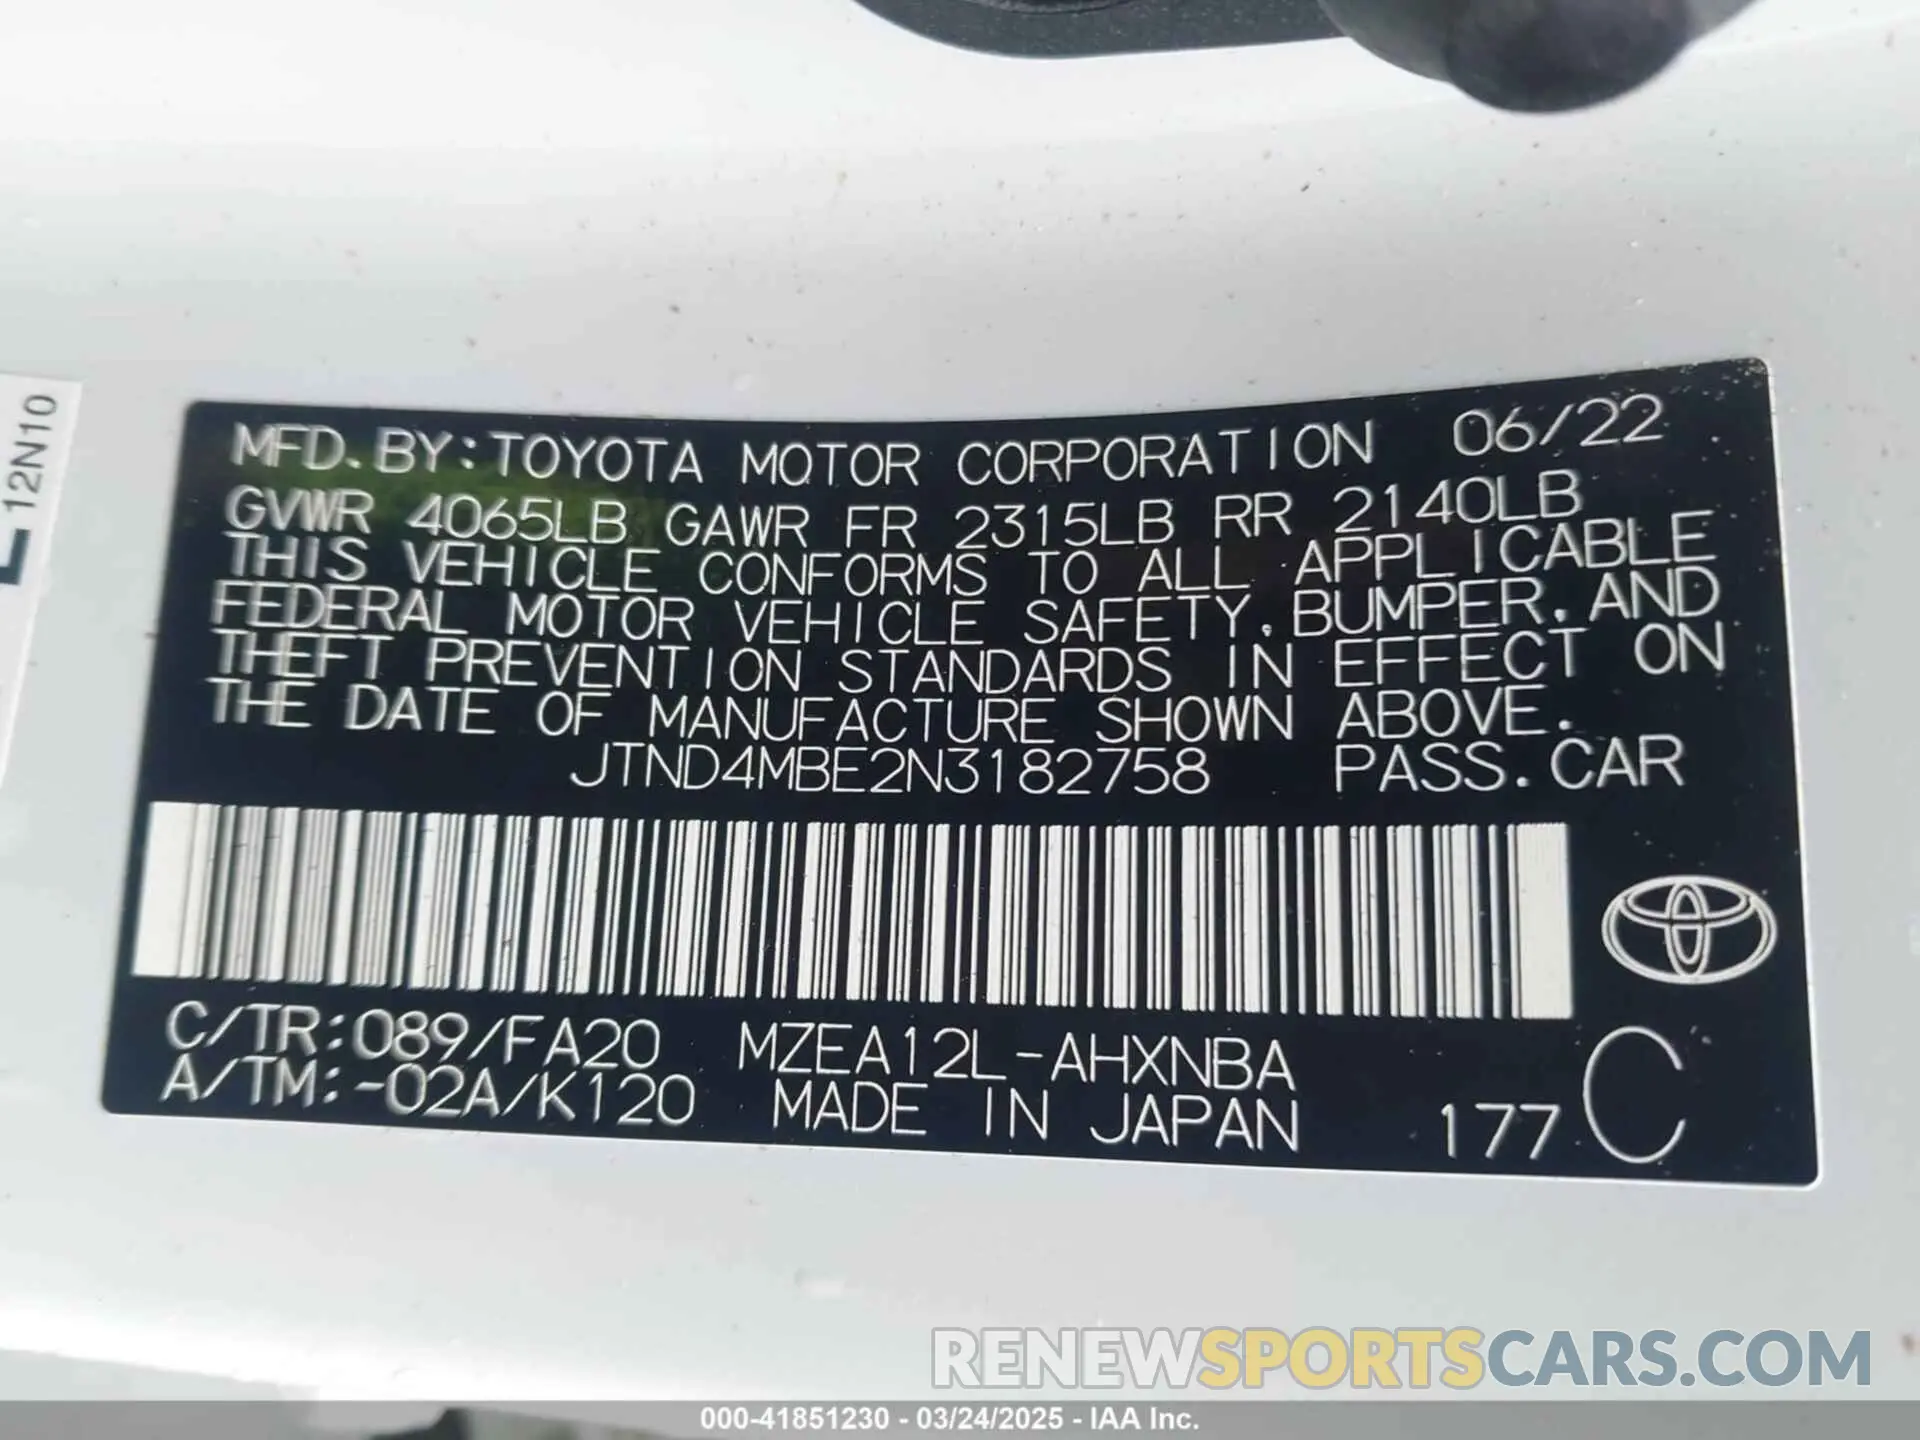 12N10
MFD. BY: TOYOTA MOTOR CORPORATION 06/22
GVWR 4065LB GAWR FR 2315LB RR 2140LB
THIS VEHICLE CONFORMS TO ALL APPLICABLE
FEDERAL MOTOR VEHICLE SAFETY, BUMPER, AND
THEFT PREVENTION STANDARDS IN EFFECT ON
THE DATE OF MANUFACTURE SHOWN ABOVE.
JTND4MBE2N3182758 PASS. CAR
C/TR: 089/FA20 MZEA12L-AHXNBA
A/TM: -02A/K120 MADE IN JAPAN 177 C
RENEWSPORTSCARS.COM
000-41851230 - 03/24/2025 - IAA Inc.